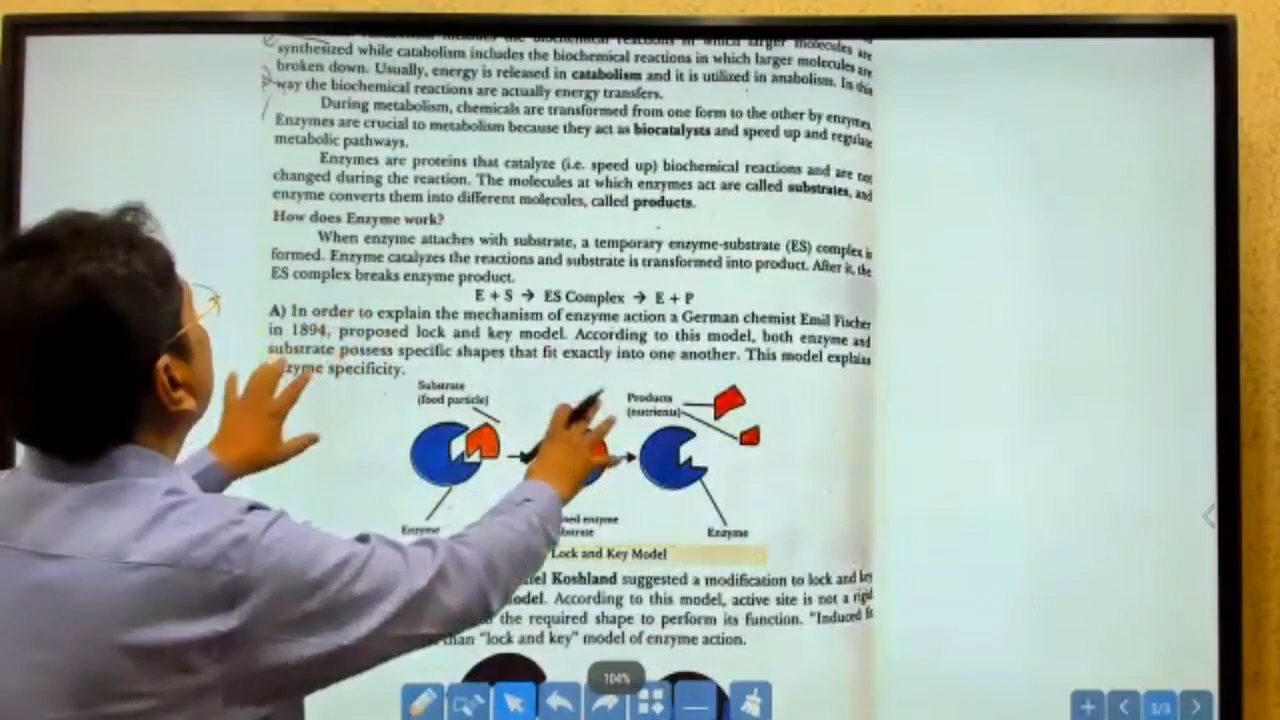 synthesized while catabolism includes the biochemical reactions in which larger molecules are
broken down. Usually, energy is released in catabolism and it is utilized in anabolism. In this
way the biochemical reactions are actually energy transfers.
During metabolism, chemicals are transformed from one form to the other by enzymes.
Enzymes are crucial to metabolism because they act as biocatalysts and speed up and regulate
metabolic pathways.
Enzymes are proteins that catalyze (i.e. speed up) biochemical reactions and are not
changed during the reaction. The molecules at which enzymes act are called substrates, and
enzyme converts them into different molecules, called products.
How does Enzyme work?
When enzyme attaches with substrate, a temporary enzyme-substrate (ES) complex is
formed. Enzyme catalyzes the reactions and substrate is transformed into product. After it, the
ES complex breaks enzyme product.
E + S → ES Complex → E + P
A) In order to explain the mechanism of enzyme action a German chemist Emil Fischer
in 1894, proposed lock and key model. According to this model, both enzyme and
substrate possess specific shapes that fit exactly into one another. This model explains
zyme specificity.
Substrate
(food particle)
Products
(nutrients)
Enzyme
Enzyme
Lock and Key Model
Koshland suggested a modification to lock and key
model. According to this model, active site is not a rigid
the required shape to perform its function. "Induced fit
than "lock and key" model of enzyme action.
104%
3/3